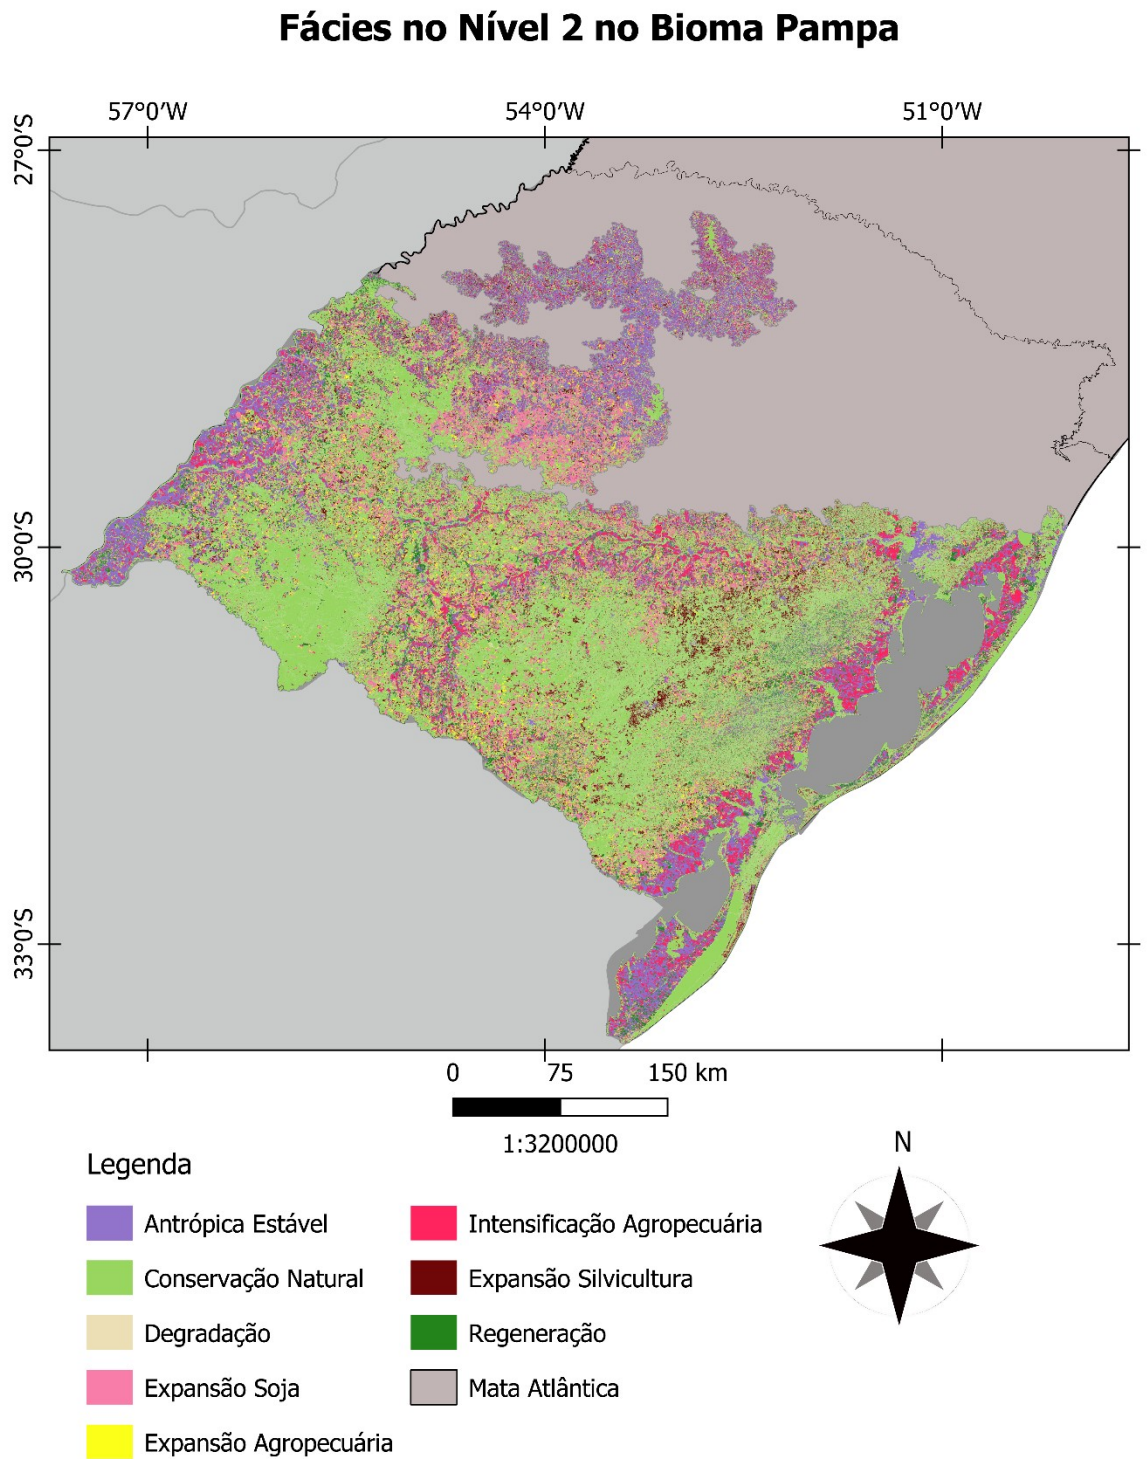 Fácies no Nível 2 no Bioma Pampa
57°0'W 54°0'W 51°0'W
27°0'S
30°0'S
33°0'S
0 75 150 km
1:3200000
N
Legenda
Antrópica Estável
Conservação Natural
Degradação
Expansão Soja
Expansão Agropecuária
Intensificação Agropecuária
Expansão Silvicultura
Regeneração
Mata Atlântica